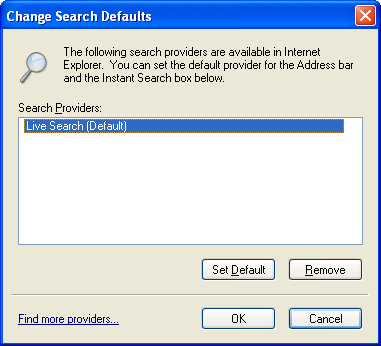 Change Search Defaults
The following search providers are available in Internet
Explorer.  You can set the default provider for the Address bar
and the Instant Search box below.
Search Providers:
Live Search (Default)
Set Default
Remove
Find more providers...
OK
Cancel